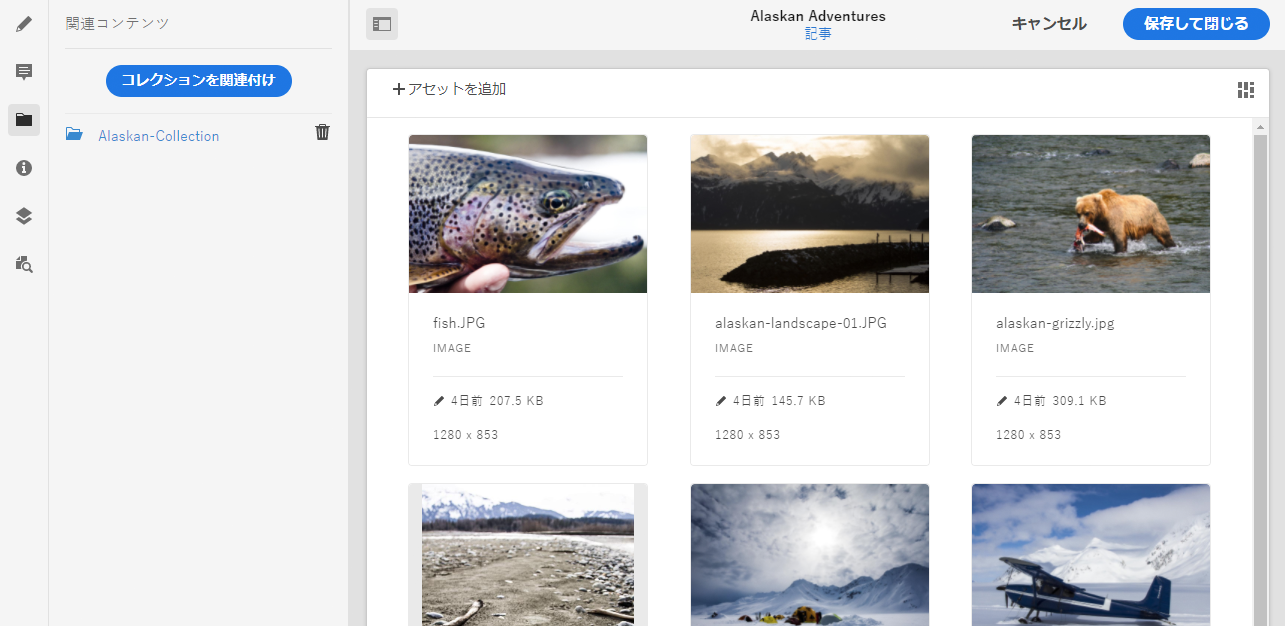 関連コンテンツ
コレクションを関連付け
Alaskan-Collection
Alaskan Adventures
記事
キャンセル
保存して閉じる
アセットを追加
fish.JPG
IMAGE
4日前 207.5 KB
1280 x 853
alaskan-landscape-01.JPG
IMAGE
4日前 145.7 KB
1280 x 853
alaskan-grizzly.jpg
IMAGE
4日前 309.1 KB
1280 x 853